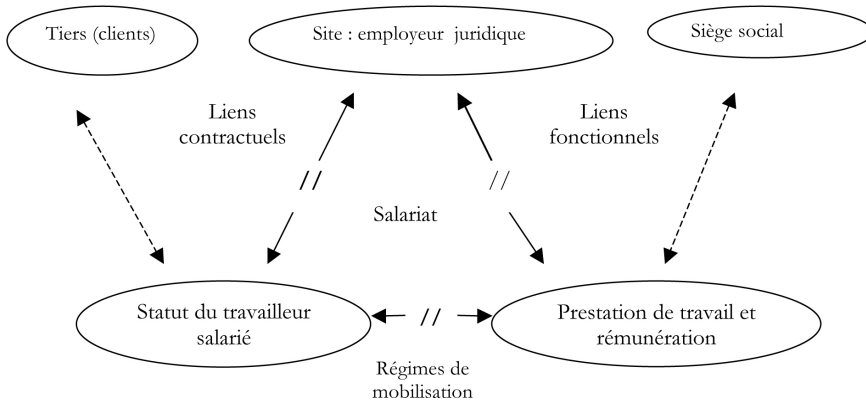 Tiers (clients)
Site : employeur juridique
Siège social
Liens
contractuels
Liens
fonctionnels
//
//
Salariat
Statut du travailleur
salarié
//
Prestation de travail et
rémunération
Régimes de
mobilisation